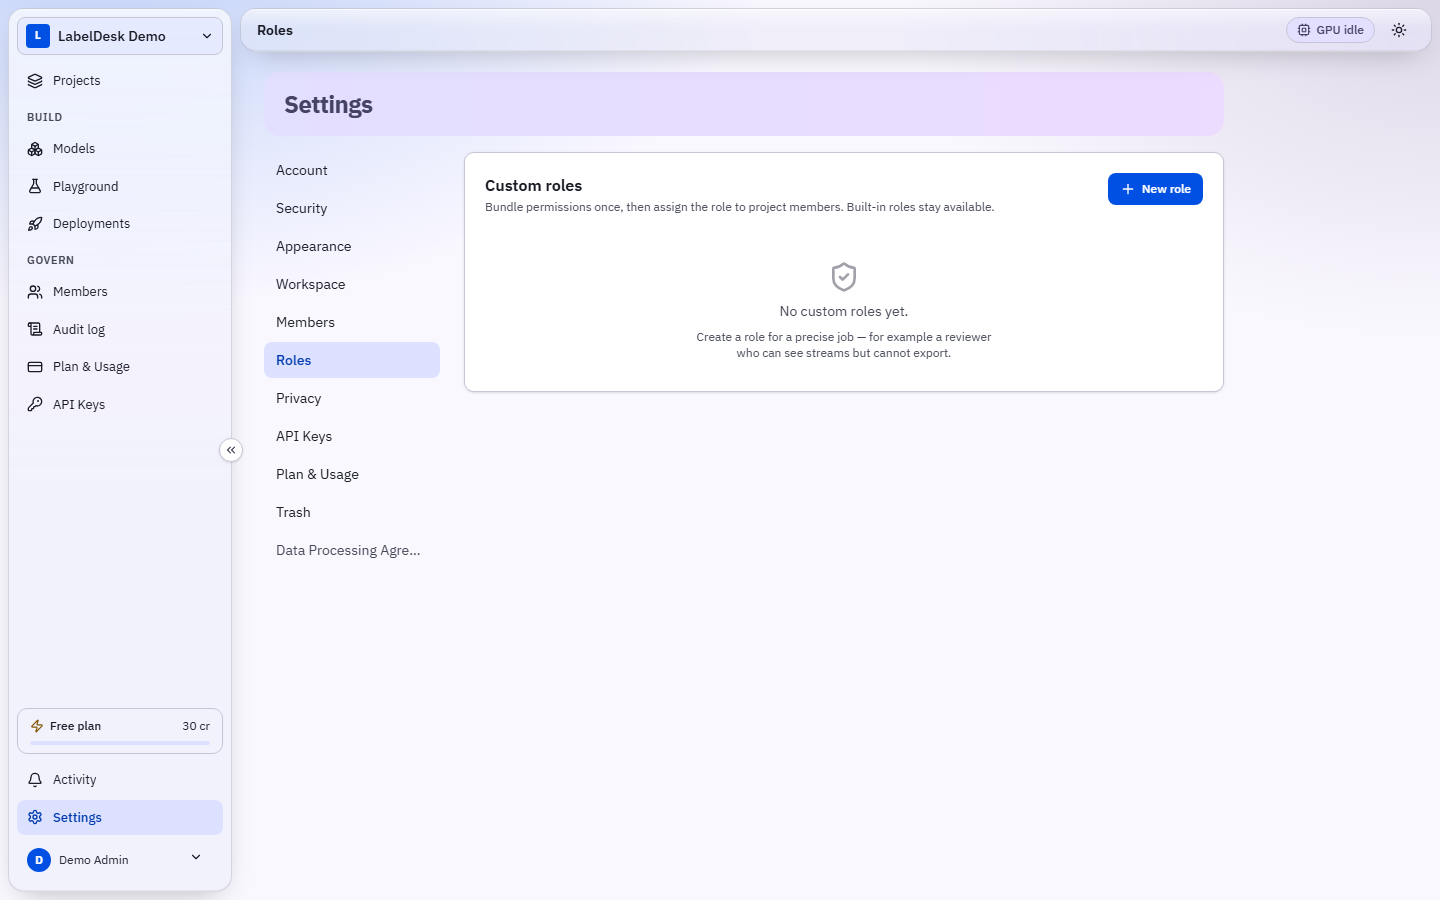 L LabelDesk Demo
Projects
BUILD
Models
Playground
Deployments
GOVERN
Members
Audit log
Plan & Usage
API Keys
Free plan 30 cr
Activity
Settings
D Demo Admin
Roles
GPU idle
Settings
Account
Security
Appearance
Workspace
Members
Roles
Privacy
API Keys
Plan & Usage
Trash
Data Processing Agre...
Custom roles
Bundle permissions once, then assign the role to project members. Built-in roles stay available.
New role
No custom roles yet.
Create a role for a precise job — for example a reviewer
who can see streams but cannot export.